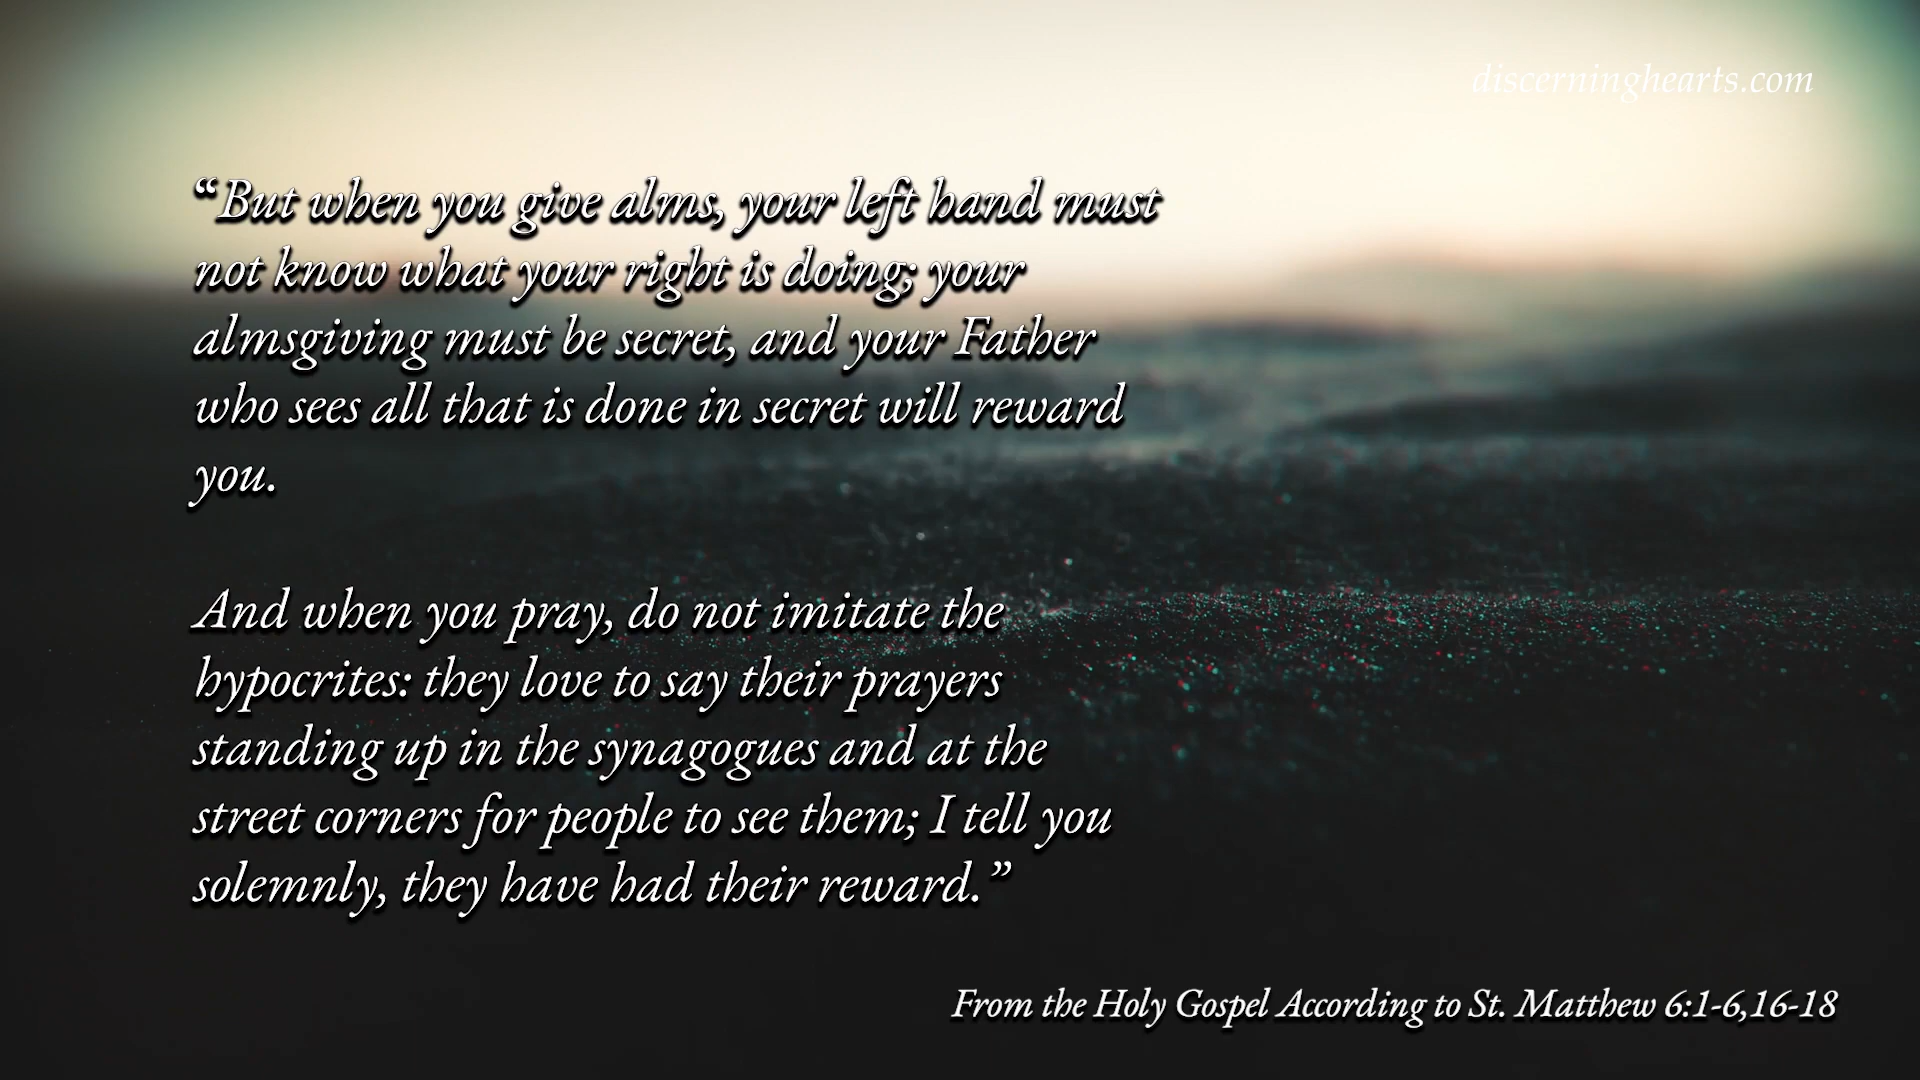 discerninghearts.com
“But when you give alms, your left hand must
not know what your right is doing; your
almsgiving must be secret, and your Father
who sees all that is done in secret will reward
you.
And when you pray, do not imitate the
hypocrites: they love to say their prayers
standing up in the synagogues and at the
street corners for people to see them; I tell you
solemnly, they have had their reward.”
From the Holy Gospel According to St. Matthew 6:1-6,16-18